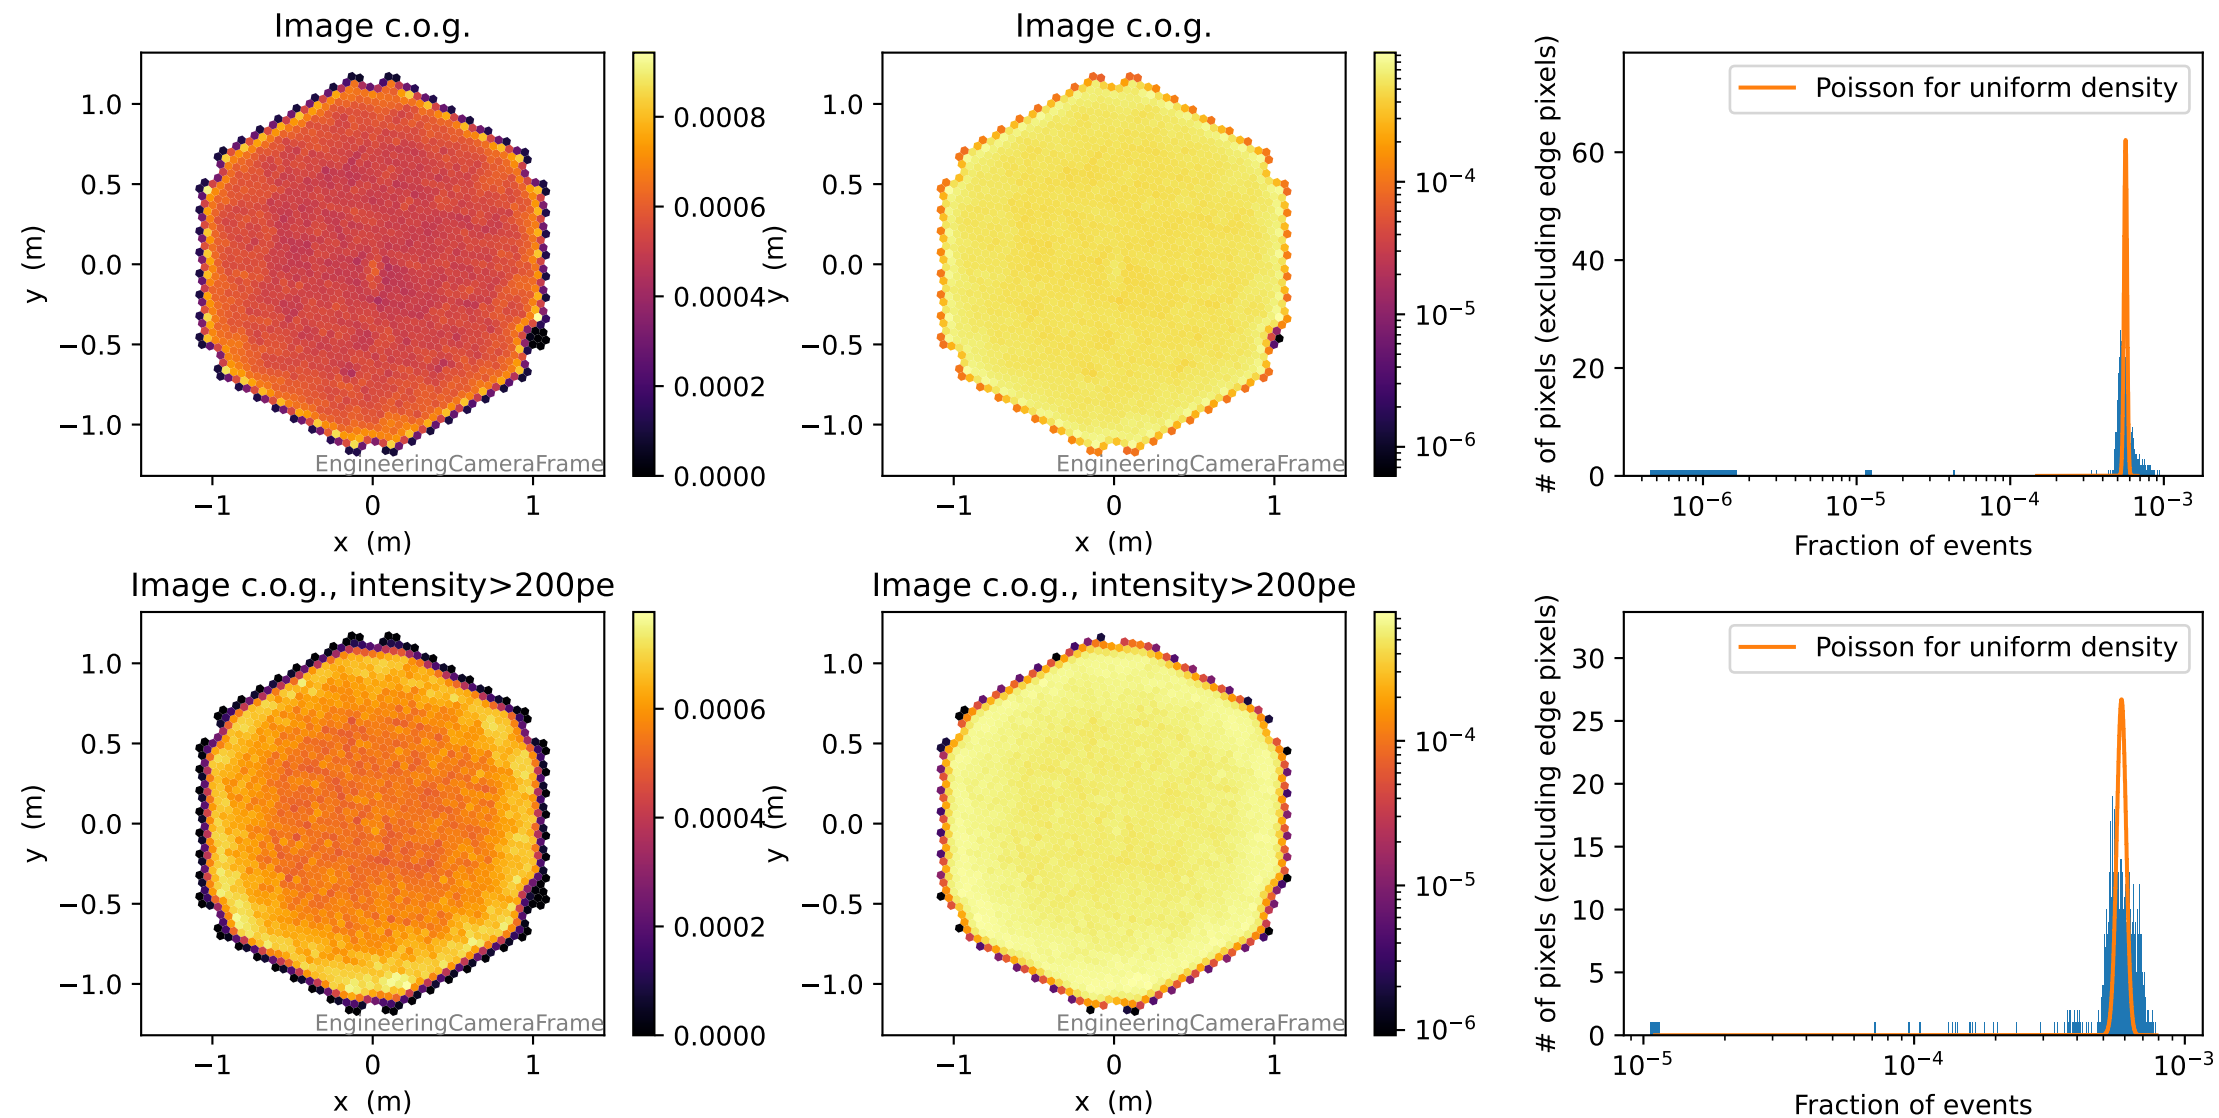 Image c.o.g.
1.0
0.5
0.0
−0.5
−1.0
y (m)
−1
0
1
x (m)
EngineeringCameraFrame
0.0008
0.0006
0.0004
0.0002
0.0000
Image c.o.g.
1.0
0.5
0.0
−0.5
−1.0
y (m)
−1
0
1
x (m)
EngineeringCameraFrame
10−4
10−5
10−6
Poisson for uniform density
# of pixels (excluding edge pixels)
60
40
20
0
10−6
10−5
10−4
10−3
Fraction of events
Image c.o.g., intensity>200pe
1.0
0.5
0.0
−0.5
−1.0
y (m)
−1
0
1
x (m)
EngineeringCameraFrame
0.0006
0.0004
0.0002
0.0000
Image c.o.g., intensity>200pe
1.0
0.5
0.0
−0.5
−1.0
y (m)
−1
0
1
x (m)
EngineeringCameraFrame
10−4
10−5
10−6
Poisson for uniform density
# of pixels (excluding edge pixels)
30
25
20
15
10
5
0
10−5
10−4
10−3
Fraction of events